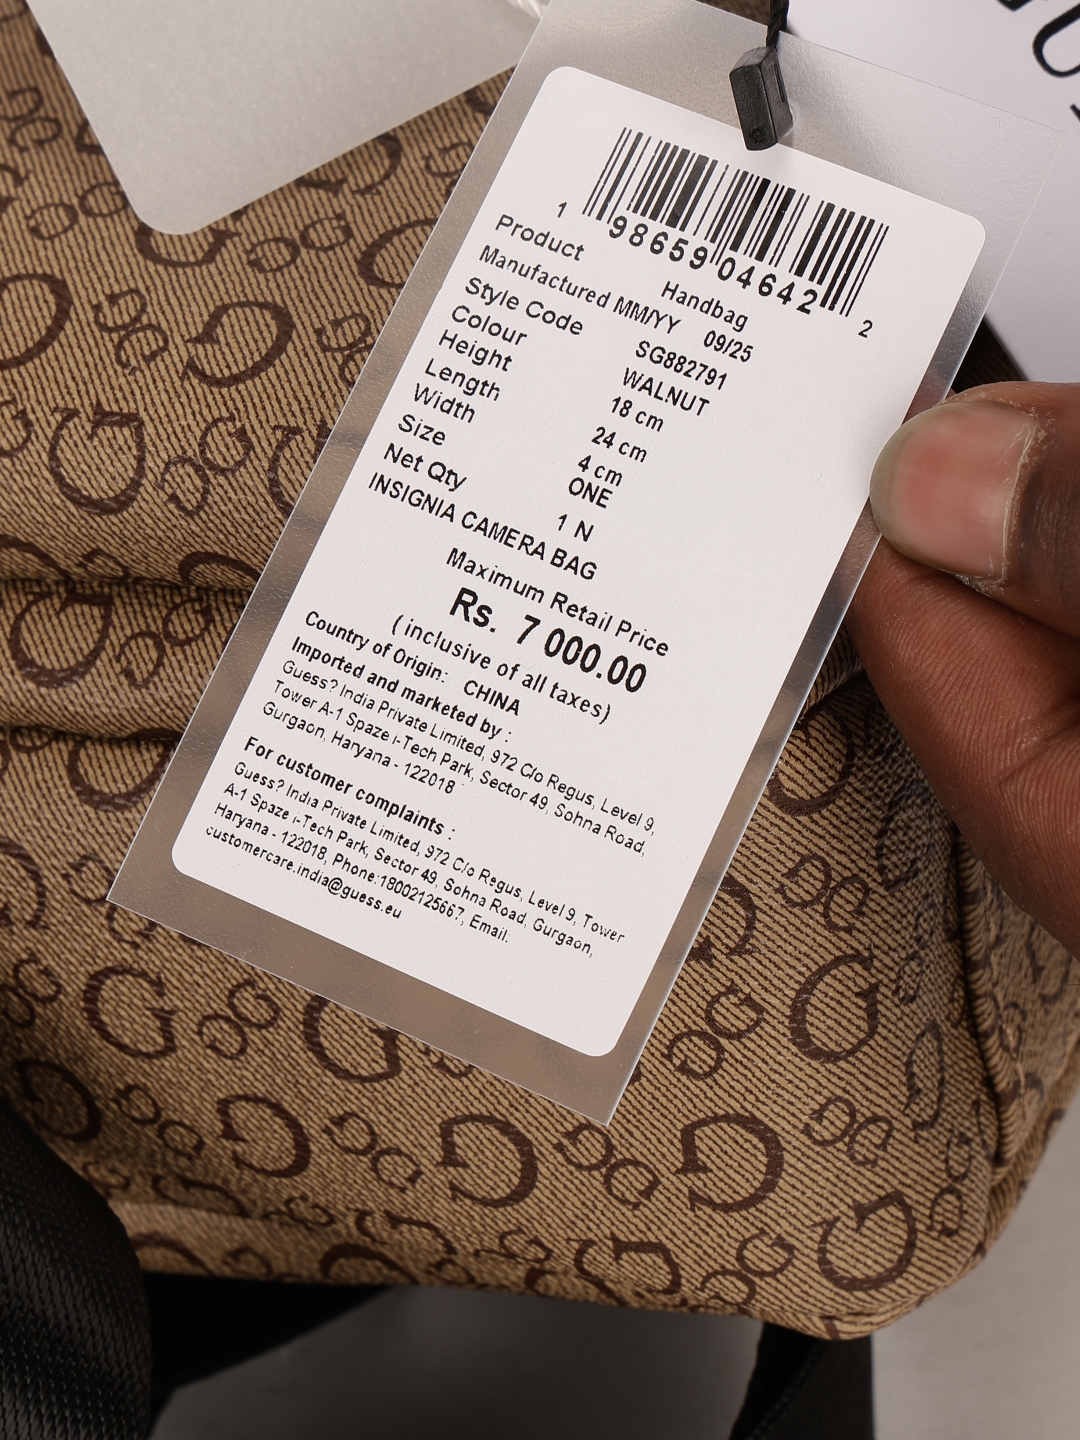 1 98659 04642 2
Product Handbag
Manufactured MM/YY 09/25
Style Code SG882791
Colour WALNUT
Height 18 cm
Length 24 cm
Width 4 cm
Size ONE
Net Qty 1 N
INSIGNIA CAMERA BAG
Maximum Retail Price
Rs. 7 000.00
( inclusive of all taxes)
Country of Origin: CHINA
Imported and marketed by :
Guess? India Private Limited, 972 C/o Regus, Level 9,
Tower A-1 Spaze i-Tech Park, Sector 49, Sohna Road,
Gurgaon, Haryana - 122018
For customer complaints :
Guess? India Private Limited, 972 C/o Regus, Level 9, Tower
A-1 Spaze i-Tech Park, Sector 49, Sohna Road, Gurgaon,
Haryana - 122018, Phone:18002125667, Email:
customercare.india@guess.eu